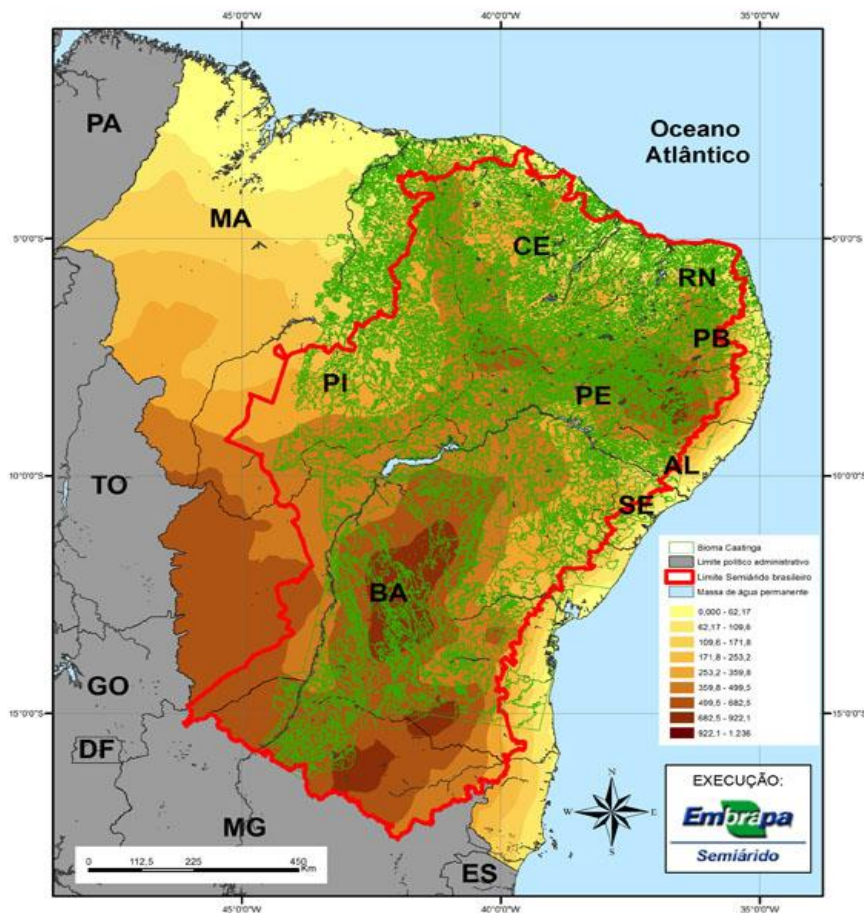 45°0'0"W
40°0'0"W
35°0'0"W
PA
Oceano
Atlântico
MA
5°0'0"S
5°0'0"S
CE
RN
PB
PI
PE
10°0'0"S
10°0'0"S
TO
AL
SE
Bioma Caatinga
Limite político administrativo
Limite Semiárido brasileiro
Massa de água permanente
BA
0,000 - 62,17
62,17 - 109,6
109,6 - 171,8
171,8 - 253,2
253,2 - 359,8
359,8 - 499,5
499,5 - 682,5
682,5 - 922,1
922,1 - 1.236
GO
15°0'0"S
15°0'0"S
DF
N
W
E
S
EXECUÇÃO:
Embrapa
Semiárido
MG
0
112,5
225
450
Km
ES
45°0'0"W
40°0'0"W
35°0'0"W